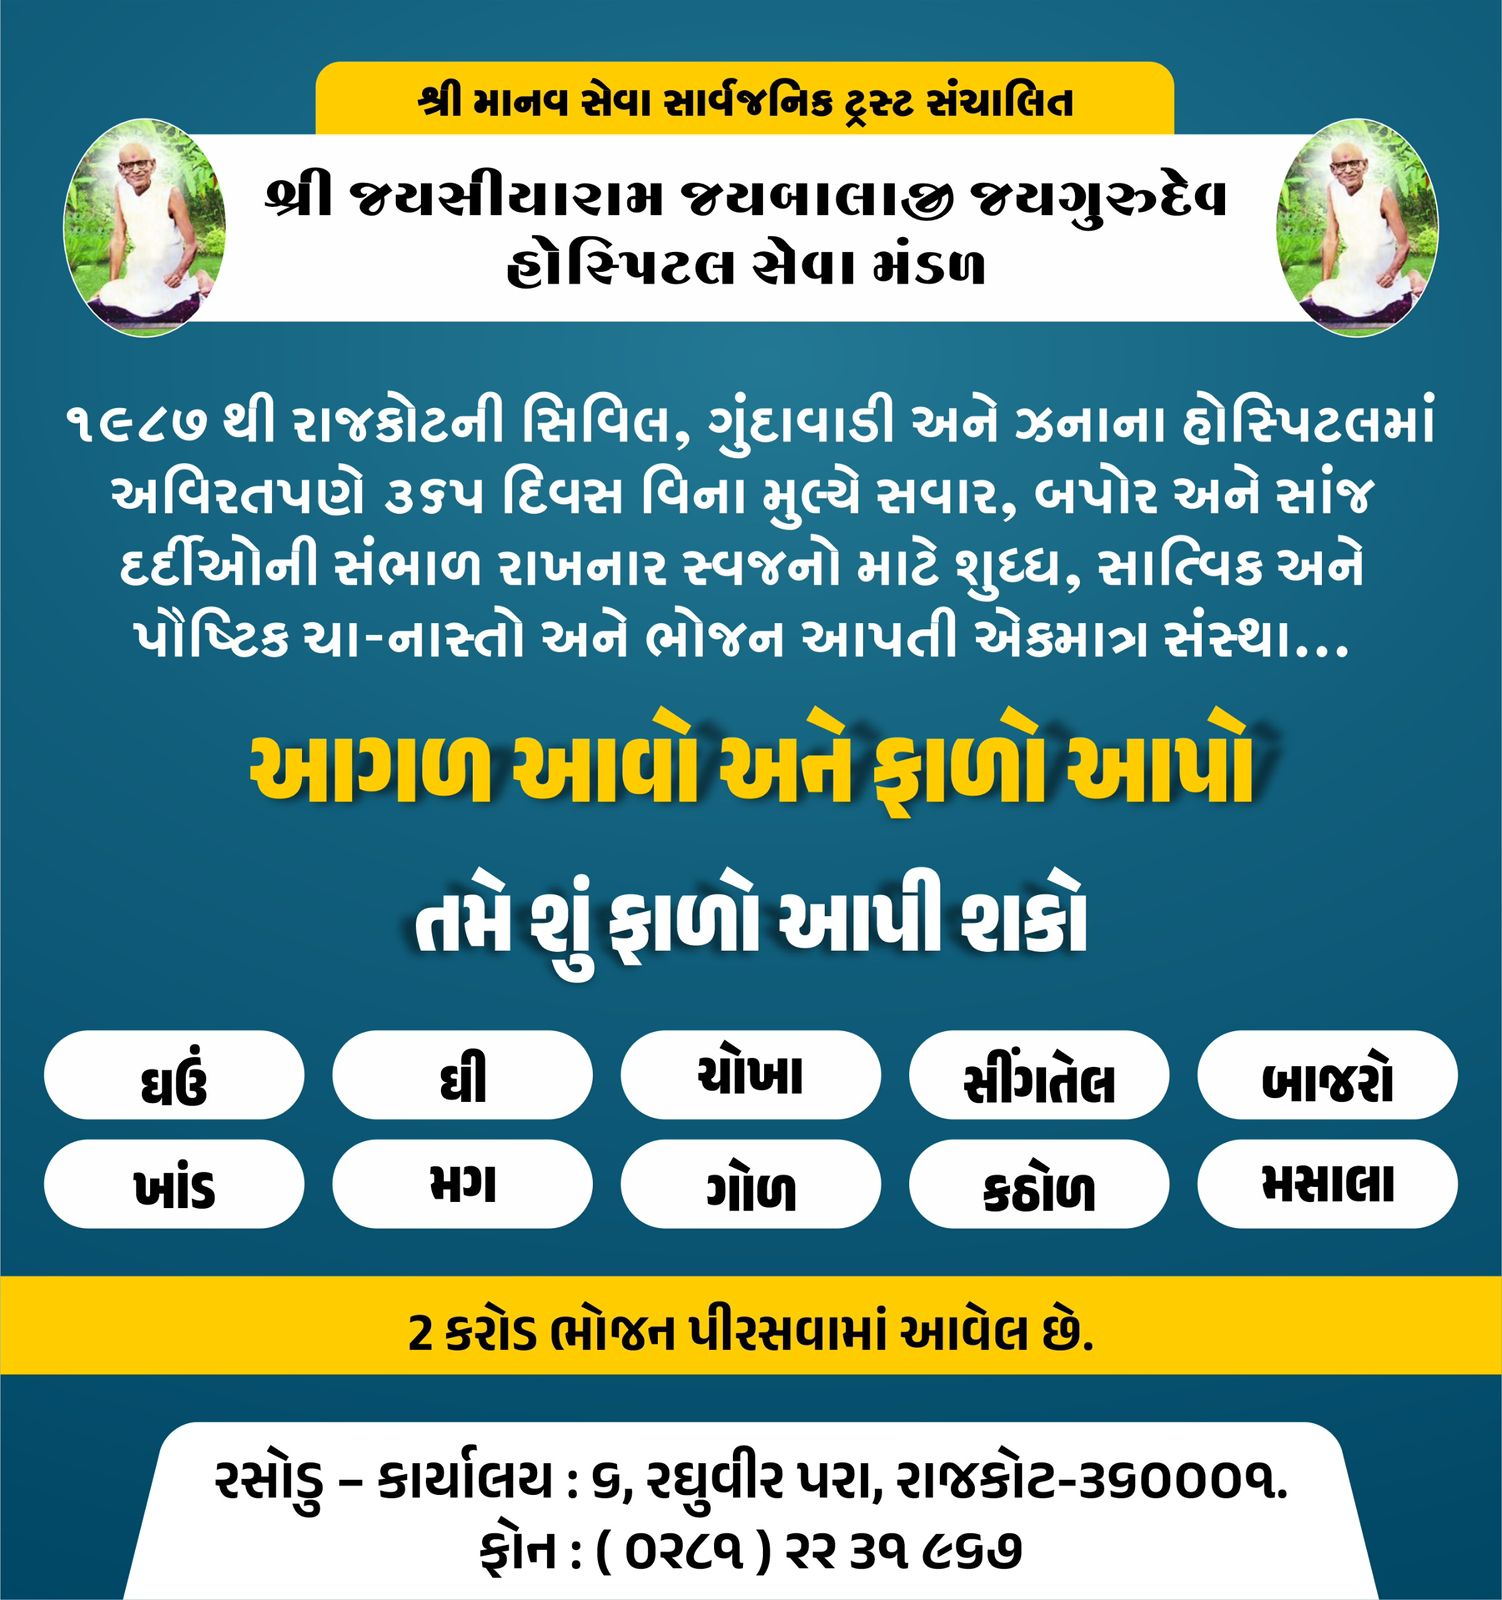 શ્રી માનવ સેવા સાર્વજનિક ટ્રસ્ટ સંચાલિત
શ્રી જયસીયારામ જયબાલાજી જયગુરુદેવ
હોસ્પિટલ સેવા મંડળ
૧૯૮૭ થી રાજકોટની સિવિલ, ગુંદાવાડી અને ઝનાના હોસ્પિટલમાં
અવિરતપણે ૩૬૫ દિવસ વિના મુલ્યે સવાર, બપોર અને સાંજ
દર્દીઓની સંભાળ રાખનાર સ્વજનો માટે શુધ્ધ, સાત્વિક અને
પૌષ્ટિક ચા-નાસ્તો અને ભોજન આપતી એકમાત્ર સંસ્થા...
આગળ આવો અને ફાળો આપો
તમે શું ફાળો આપી શકો
ઘઉં ઘી ચોખા સીંગતેલ બાજરો
ખાંડ મગ ગોળ કઠોળ મસાલા
2 કરોડ ભોજન પીરસવામાં આવેલ છે.
રસોડુ – કાર્યાલય : ૬, રઘુવીર પરા, રાજકોટ-૩૬૦૦૦૧.
ફોન : ( ૦૨૮૧ ) ૨૨ ૩૧ ૯૬૭